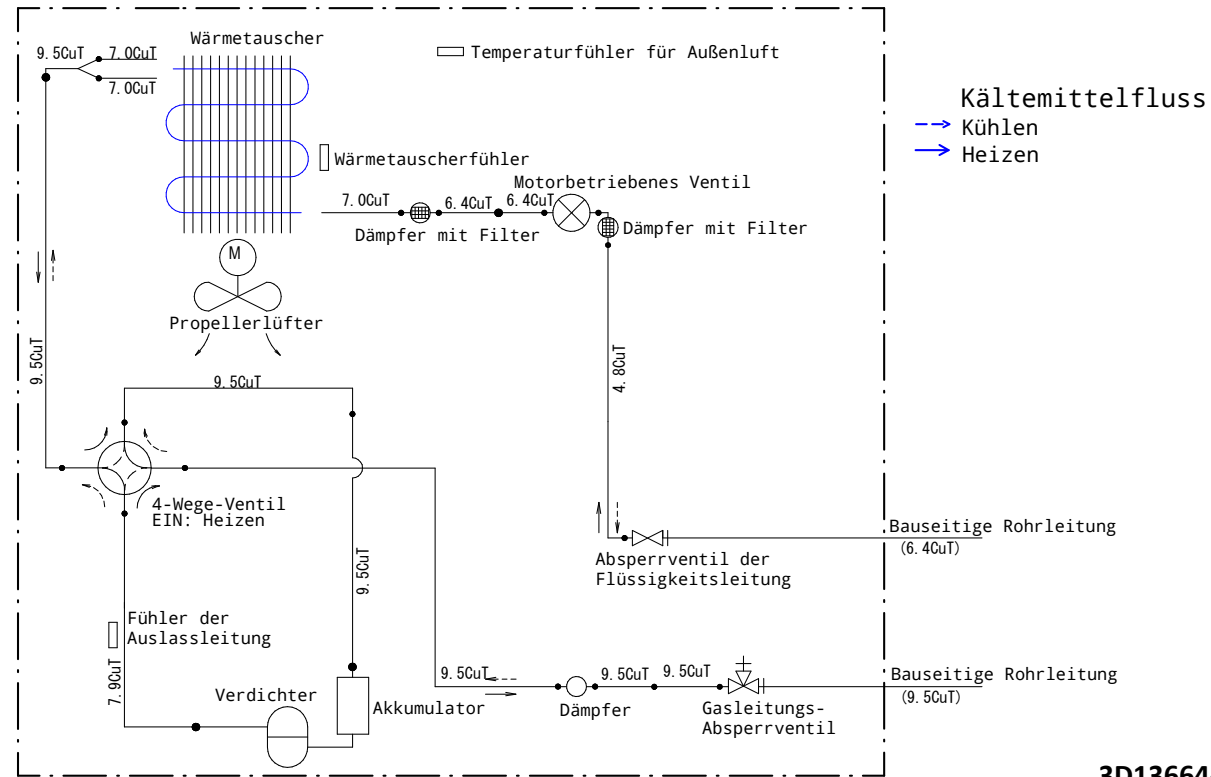 Wärmetauscher
9.5CuT
7.0CuT
7.0CuT
Temperaturfühler für Außenluft
Kältemittelfluss
Kühlen
Heizen
Wärmetauscherfühler
Motorbetriebenes Ventil
7.0CuT
6.4CuT
6.4CuT
Dämpfer mit Filter
Dämpfer mit Filter
M
Propellerlüfter
9.5CuT
9.5CuT
4.8CuT
4-Wege-Ventil
EIN: Heizen
Bauseitige Rohrleitung
(6.4CuT)
Absperrventil der
Flüssigkeitsleitung
9.5CuT
Fühler der
Auslassleitung
7.9CuT
Verdichter
Akkumulator
9.5CuT
9.5CuT
9.5CuT
Dämpfer
Gasleitungs-
Absperrventil
Bauseitige Rohrleitung
(9.5CuT)
3D13664